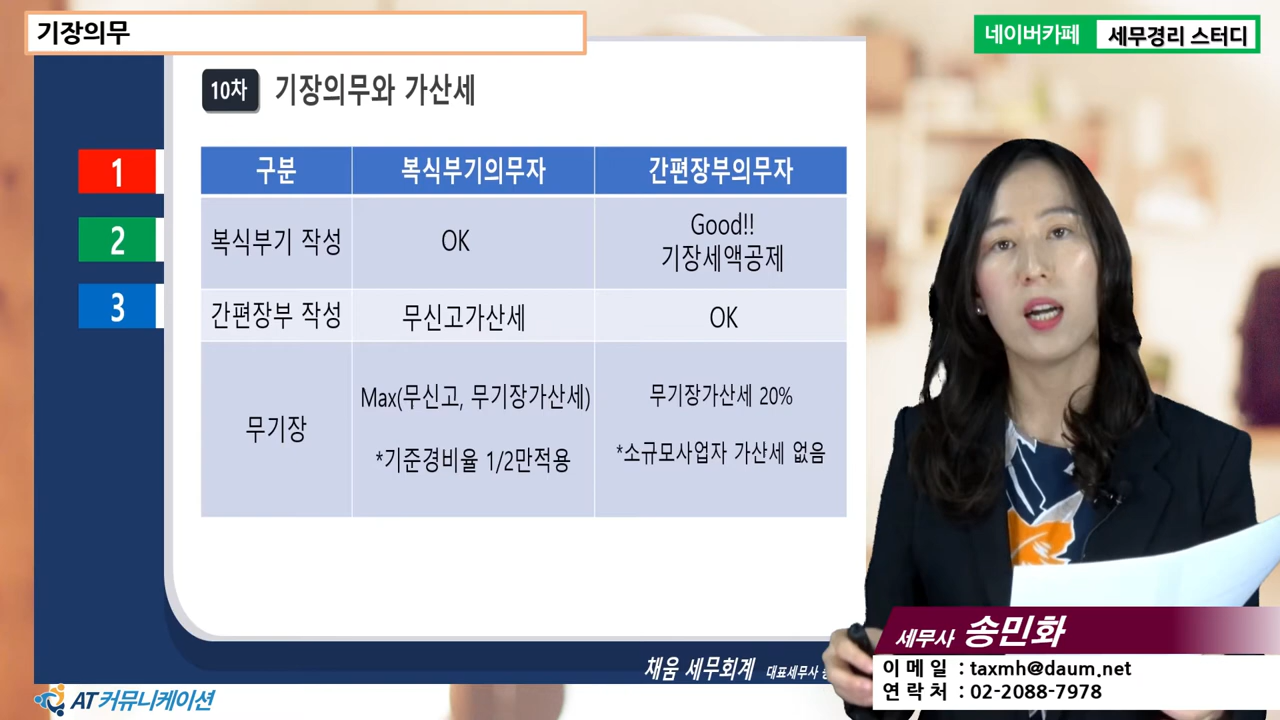 기장의무
네이버카페 세무경리 스터디
10차 기장의무와 가산세
1
2
3
구분 복식부기의무자 간편장부의무자
복식부기 작성 OK Good!!
기장세액공제
간편장부 작성 무신고가산세 OK
무기장 Max(무신고, 무기장가산세) 무기장가산세 20%
*기준경비율 1/2만적용 *소규모사업자 가산세 없음
세무사 송민화
이 메 일 : taxmh@daum.net
연 락 처 : 02-2088-7978
채움 세무회계 대표세무사
AT커뮤니케이션